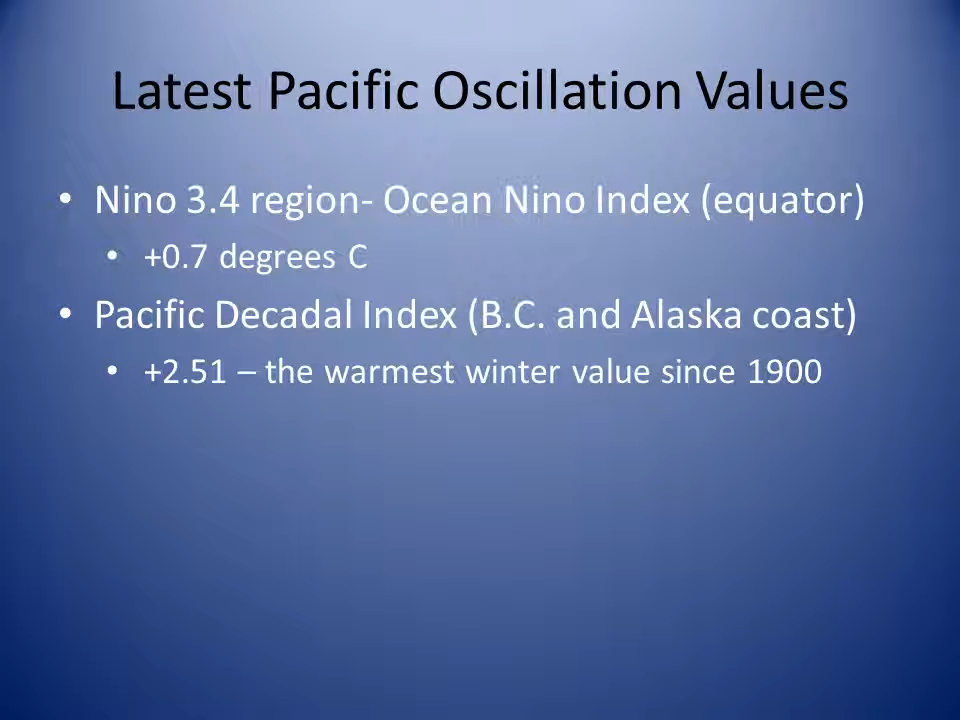 Latest Pacific Oscillation Values
• Nino 3.4 region- Ocean Nino Index (equator)
• +0.7 degrees C
• Pacific Decadal Index (B.C. and Alaska coast)
• +2.51 – the warmest winter value since 1900